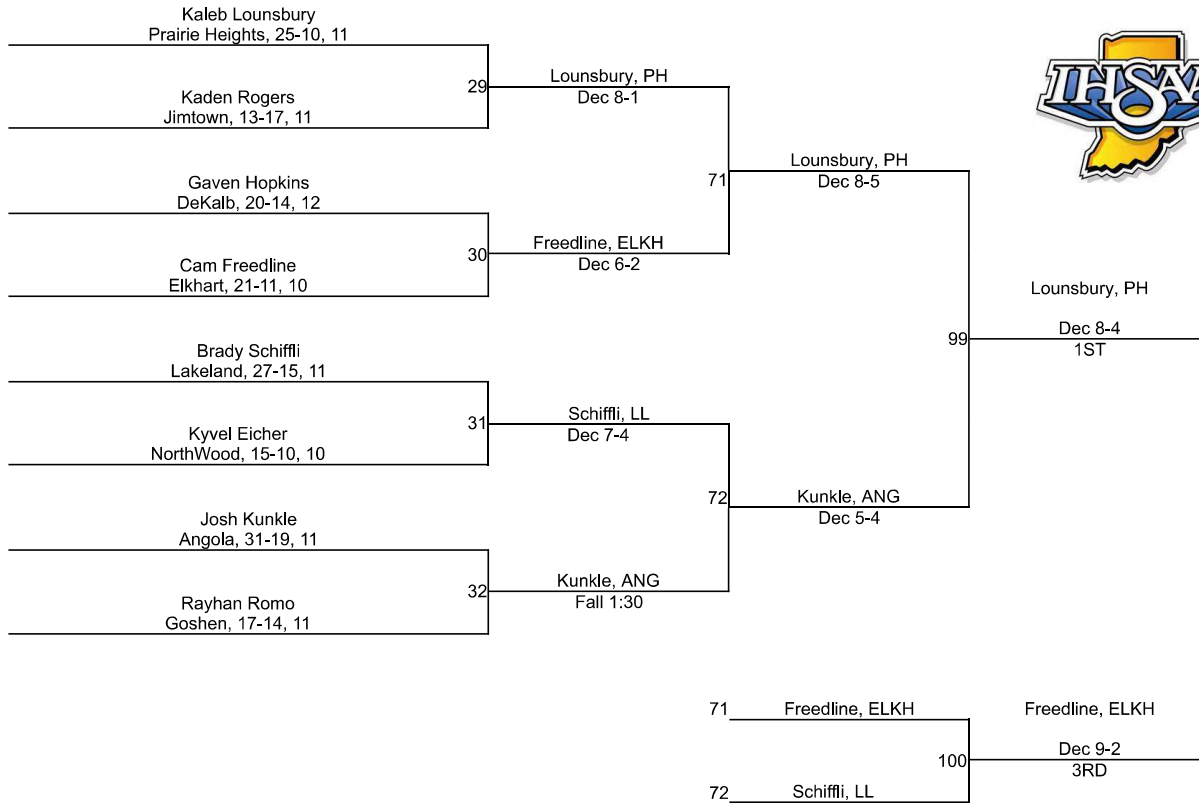 Kaleb Lounsbury
Prairie Heights, 25-10, 11
29
Kaden Rogers
Jimtown, 13-17, 11
Lounsbury, PH
Dec 8-1
Gaven Hopkins
DeKalb, 20-14, 12
30
Cam Freedline
Elkhart, 21-11, 10
Freedline, ELKH
Dec 6-2
71
Lounsbury, PH
Dec 8-5
Brady Schiffli
Lakeland, 27-15, 11
31
Kyvel Eicher
NorthWood, 15-10, 10
Schiffli, LL
Dec 7-4
Josh Kunkle
Angola, 31-19, 11
32
Rayhan Romo
Goshen, 17-14, 11
Kunkle, ANG
Fall 1:30
72
Kunkle, ANG
Dec 5-4
99
Lounsbury, PH
Dec 8-4
1ST
IHSAA
71
Freedline, ELKH
72
Schiffli, LL
100
Freedline, ELKH
Dec 9-2
3RD